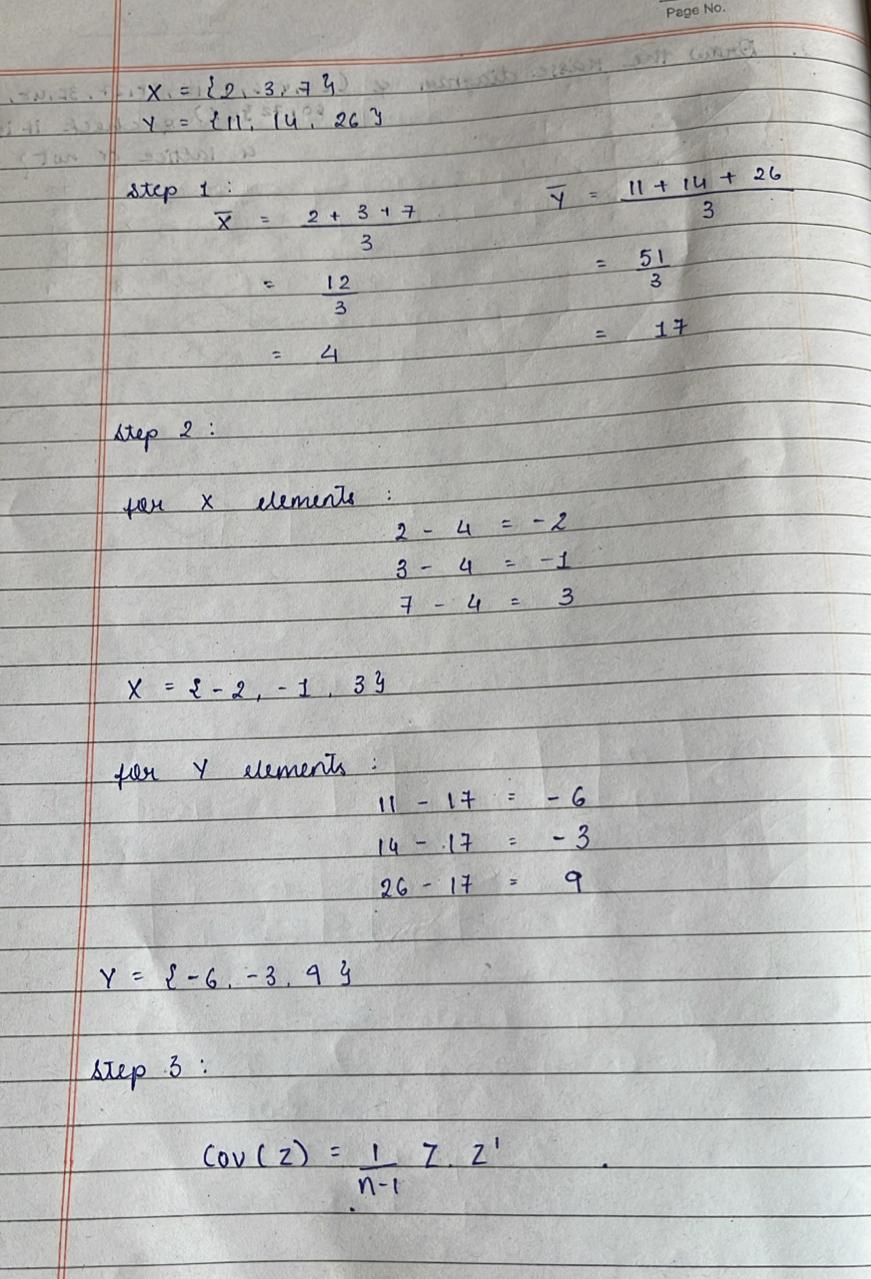 Page No.
X = {2, 3, 7}
Y = {11, 14, 26}
step 1 :
X̅ = 2 + 3 + 7
3
= 12
3
= 4
Y̅ = 11 + 14 + 26
3
= 51
3
= 17
step 2 :
for X elements :
2 - 4 = -2
3 - 4 = -1
7 - 4 = 3
X = {-2, -1, 3}
for Y elements :
11 - 17 = -6
14 - 17 = -3
26 - 17 = 9
Y = {-6, -3, 9}
step 3 :
Cov(Z) = 1 Z. Z'
n-1